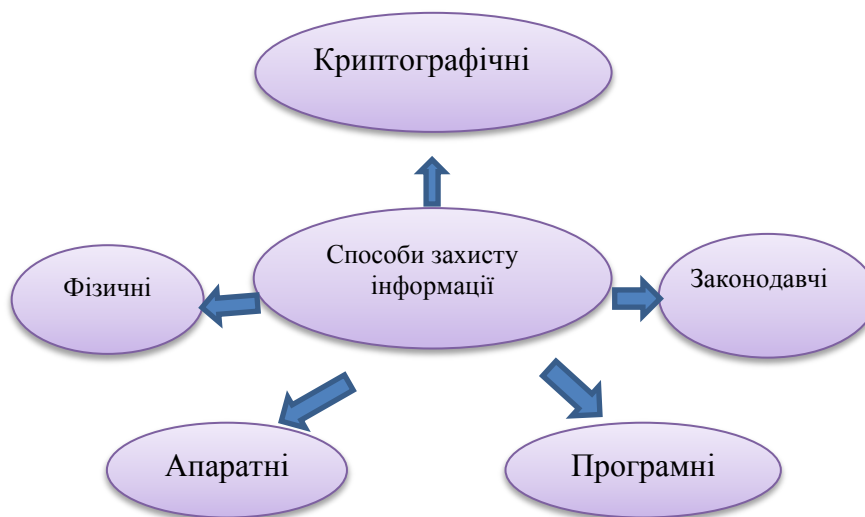 Криптографічні
Способи захисту
інформації
Фізичні
Законодавчі
Апаратні
Програмні